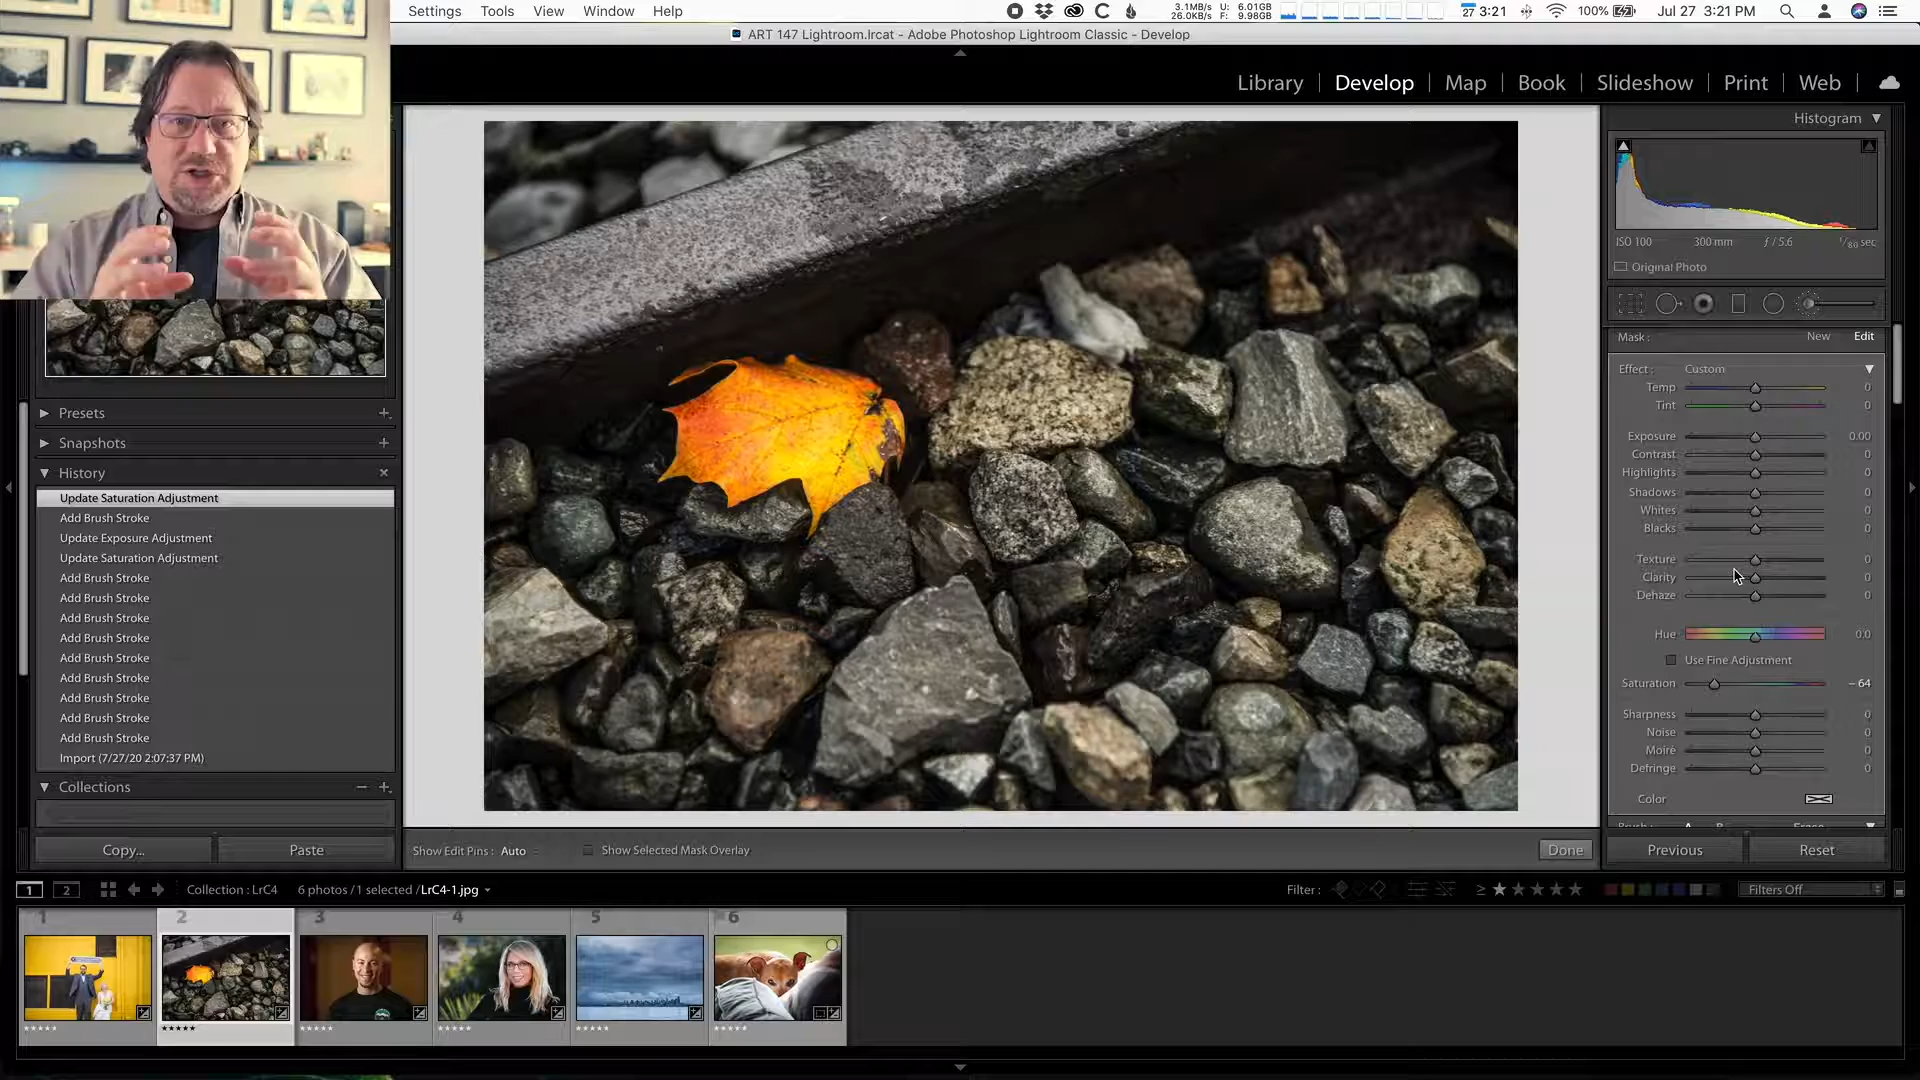 Settings Tools View Window Help
3.1MB/s U: 6.01GB
26.0KB/s F: 9.98GB
27 3:21 100% Jul 27 3:21 PM
ART 147 Lightroom.lrcat - Adobe Photoshop Lightroom Classic - Develop
Library | Develop | Map | Book | Slideshow | Print | Web
Histogram
ISO 100 300 mm ƒ / 5.6 1/80 sec
Original Photo
Mask : New Edit
Effect : Custom
Temp 0
Tint 0
Exposure 0.00
Contrast 0
Highlights 0
Shadows 0
Whites 0
Blacks 0
Texture 0
Clarity 0
Dehaze 0
Hue 0.0
Use Fine Adjustment
Saturation – 64
Sharpness 0
Noise 0
Moiré 0
Defringe 0
Color
Presets
Snapshots
History
Update Saturation Adjustment
Add Brush Stroke
Update Exposure Adjustment
Update Saturation Adjustment
Add Brush Stroke
Add Brush Stroke
Add Brush Stroke
Add Brush Stroke
Add Brush Stroke
Add Brush Stroke
Add Brush Stroke
Add Brush Stroke
Add Brush Stroke
Import (7/27/20 2:07:37 PM)
Collections
Copy... Paste
Show Edit Pins : Auto Show Selected Mask Overlay Done
Previous Reset
1 2 Collection : LrC4 6 photos / 1 selected / LrC4-1.jpg Filter : ≥ Filters Off
1 2 3 4 5 6